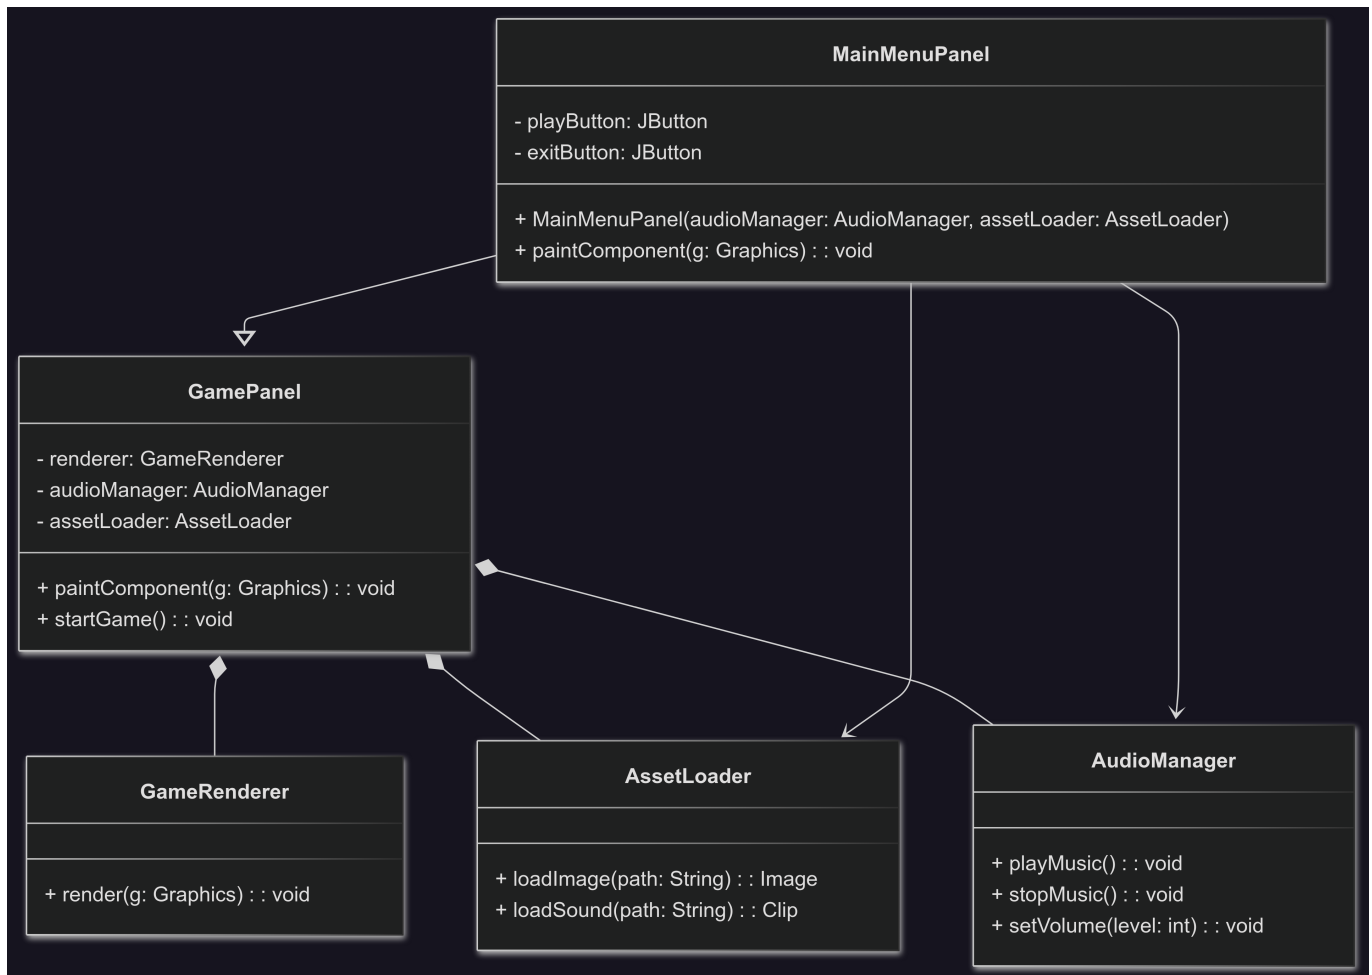 MainMenuPanel
- playButton: JButton
- exitButton: JButton
+ MainMenuPanel(audioManager: AudioManager, assetLoader: AssetLoader)
+ paintComponent(g: Graphics) : : void
GamePanel
- renderer: GameRenderer
- audioManager: AudioManager
- assetLoader: AssetLoader
+ paintComponent(g: Graphics) : : void
+ startGame() : : void
GameRenderer
+ render(g: Graphics) : : void
AssetLoader
+ loadImage(path: String) : : Image
+ loadSound(path: String) : : Clip
AudioManager
+ playMusic() : : void
+ stopMusic() : : void
+ setVolume(level: int) : : void